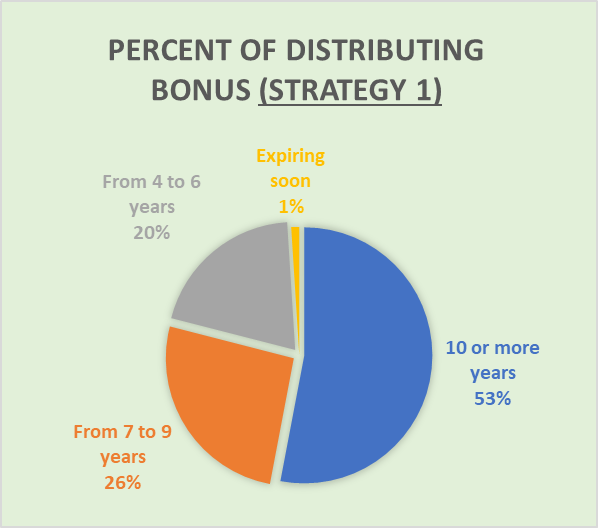 PERCENT OF DISTRIBUTING
BONUS (STRATEGY 1)
Expiring
soon
1%
From 4 to 6
years
20%
10 or more
years
53%
From 7 to 9
years
26%